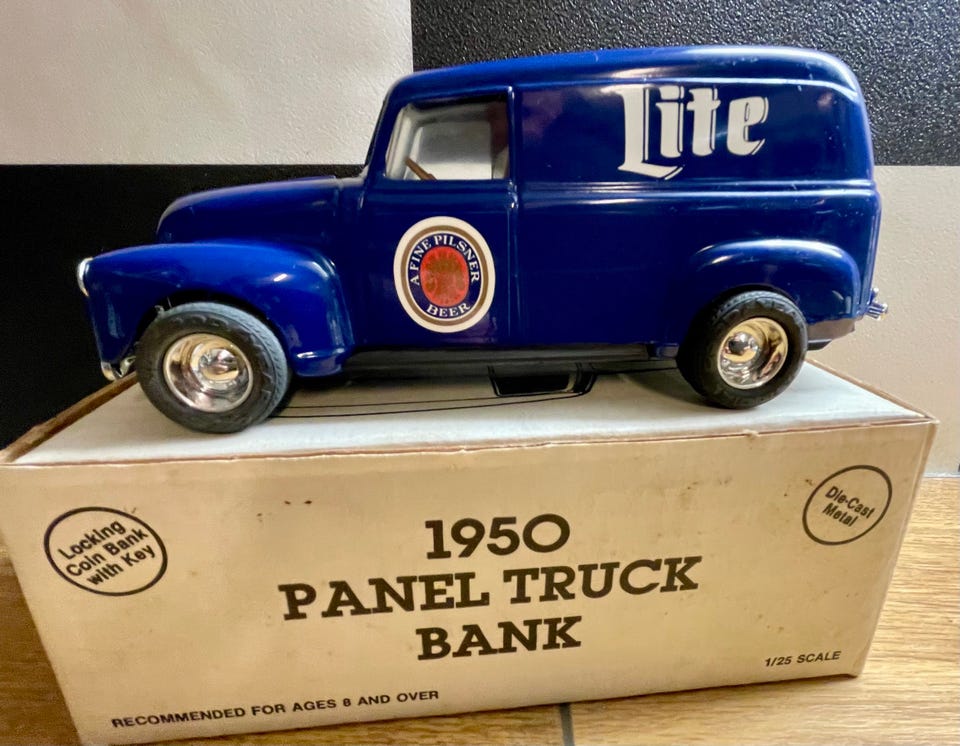 Lite
A FINE PILSNER
BEER
Locking
Coin Bank
with Key
Die-Cast
Metal
1950
PANEL TRUCK
BANK
1/25 SCALE
RECOMMENDED FOR AGES 8 AND OVER